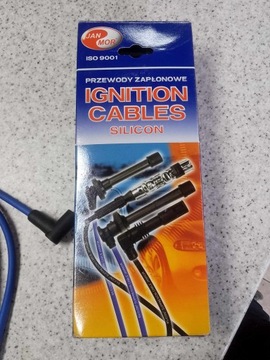 JAN
MOR
ISO 9001
PRZEWODY ZAPŁONOWE
IGNITION
CABLES
SILICON